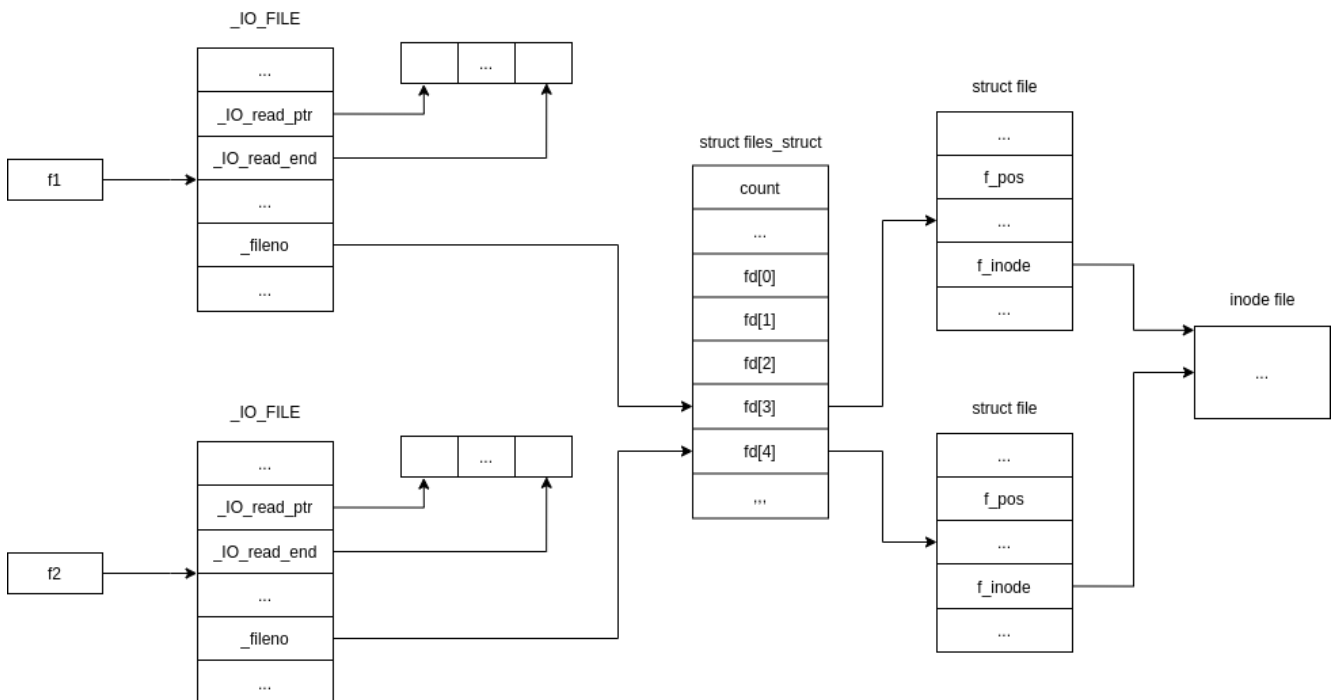 _IO_FILE
...
_IO_read_ptr
_IO_read_end
...
_fileno
...
f1
...
_IO_FILE
...
_IO_read_ptr
_IO_read_end
...
_fileno
...
f2
...
struct files_struct
count
...
fd[0]
fd[1]
fd[2]
fd[3]
fd[4]
,,,
struct file
...
f_pos
...
f_inode
...
struct file
...
f_pos
...
f_inode
...
inode file
...